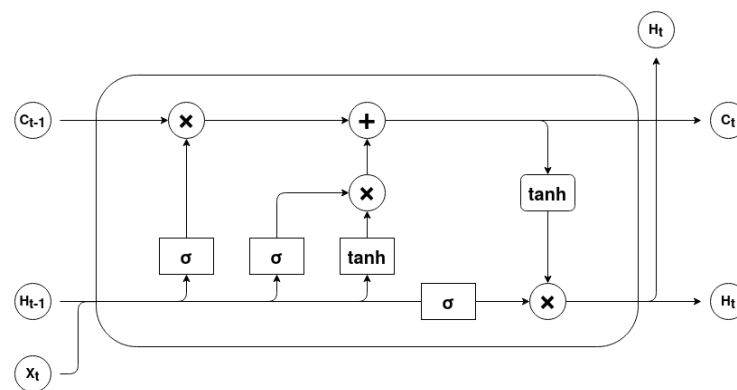 Ht
Ct-1
×
+
Ct
×
tanh
σ
σ
tanh
Ht-1
σ
×
Ht
Xt